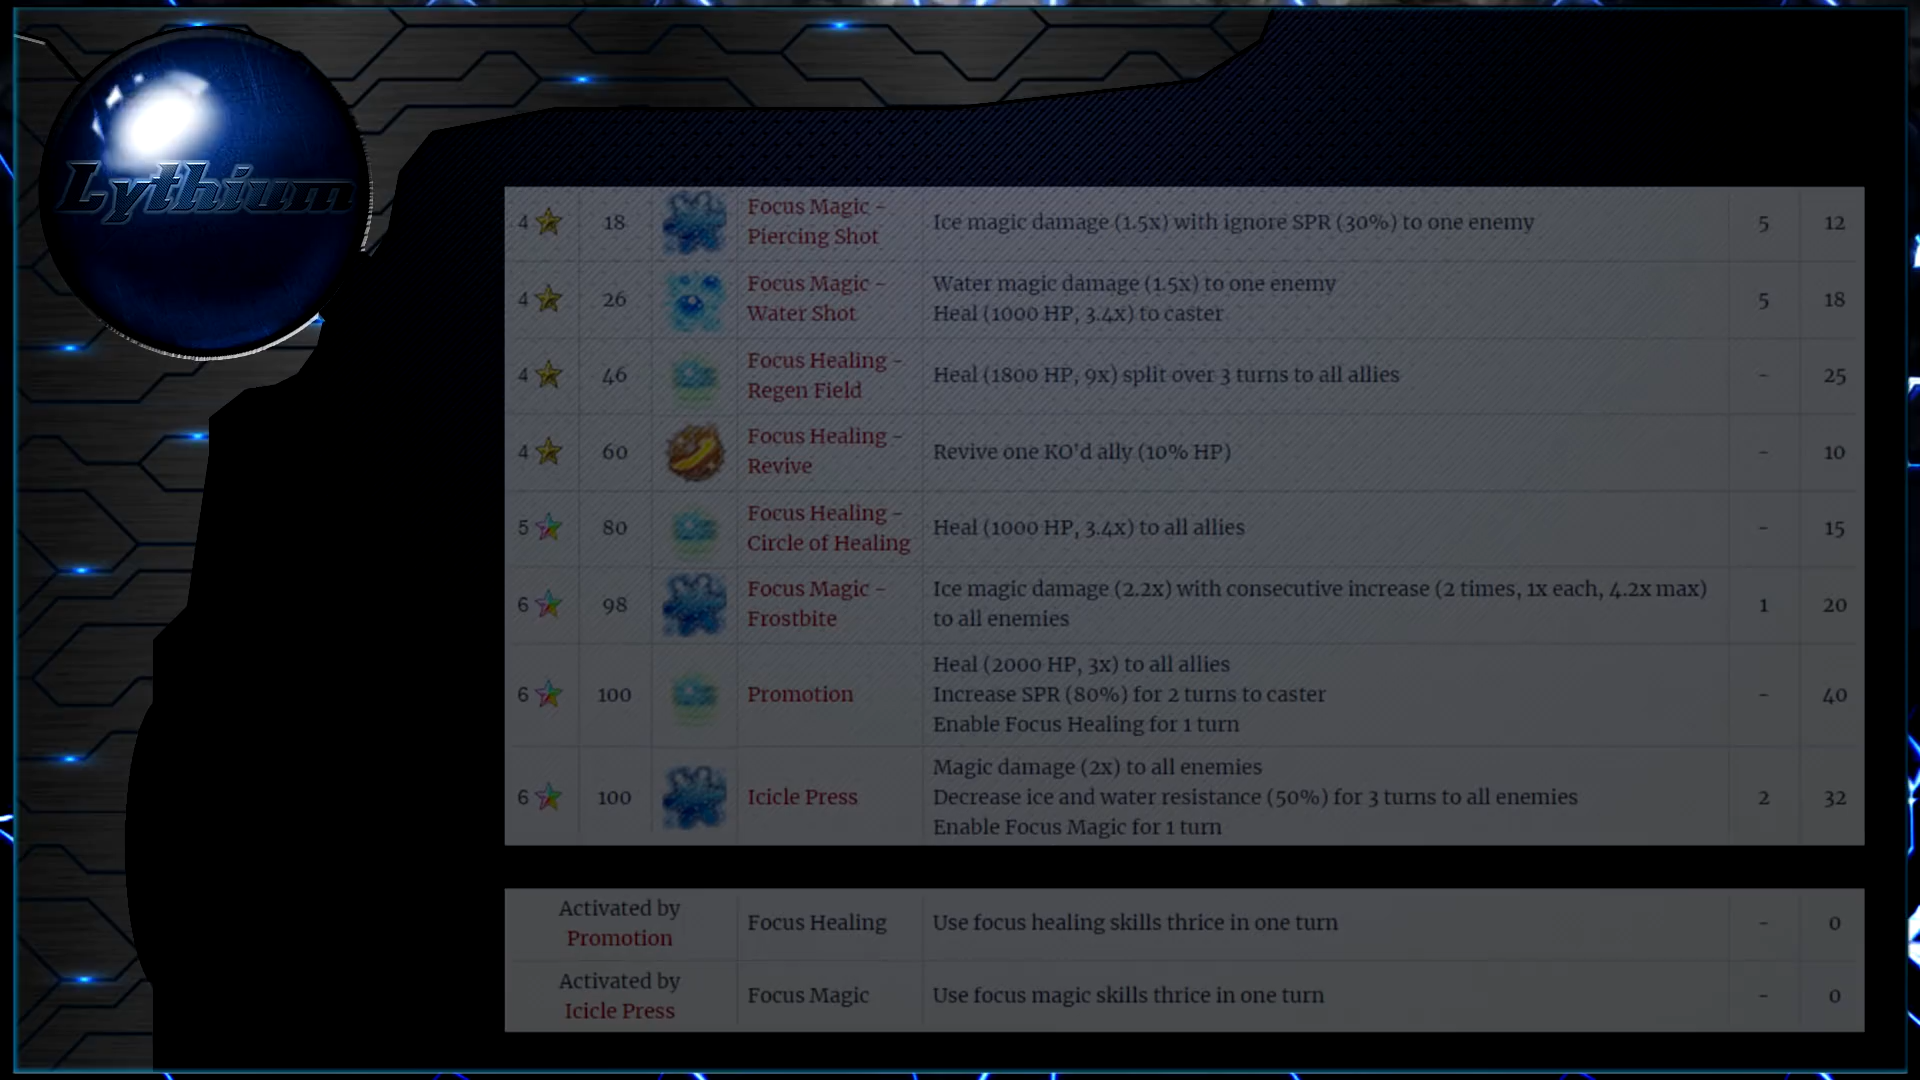 Lythium
4 18 Focus Magic - Piercing Shot Ice magic damage (1.5x) with ignore SPR (30%) to one enemy 5 12
4 26 Focus Magic - Water Shot Water magic damage (1.5x) to one enemy
Heal (1000 HP, 3.4x) to caster 5 18
4 46 Focus Healing - Regen Field Heal (1800 HP, 9x) split over 3 turns to all allies - 25
4 60 Focus Healing - Revive Revive one KO'd ally (10% HP) - 10
5 80 Focus Healing - Circle of Healing Heal (1000 HP, 3.4x) to all allies - 15
6 98 Focus Magic - Frostbite Ice magic damage (2.2x) with consecutive increase (2 times, 1x each, 4.2x max)
to all enemies 1 20
6 100 Promotion Heal (2000 HP, 3x) to all allies
Increase SPR (80%) for 2 turns to caster
Enable Focus Healing for 1 turn - 40
6 100 Icicle Press Magic damage (2x) to all enemies
Decrease ice and water resistance (50%) for 3 turns to all enemies
Enable Focus Magic for 1 turn 2 32
Activated by
Promotion Focus Healing Use focus healing skills thrice in one turn - 0
Activated by
Icicle Press Focus Magic Use focus magic skills thrice in one turn - 0